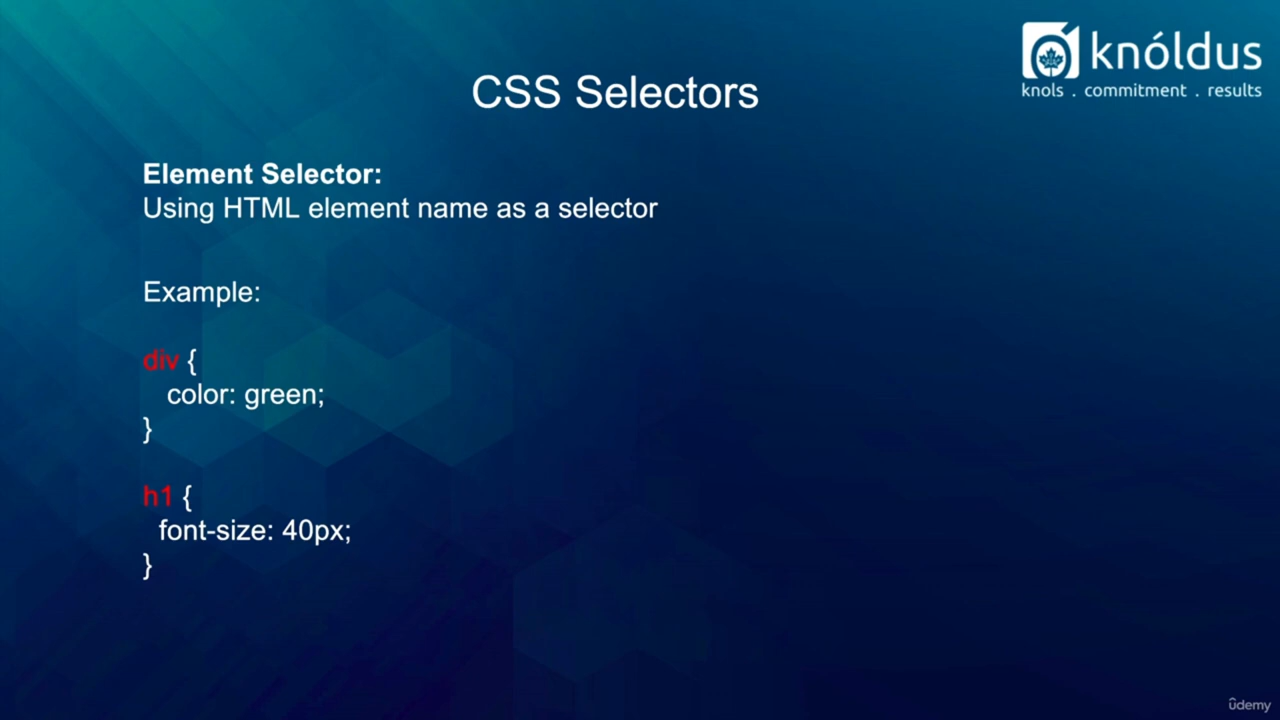 knóldus
knols . commitment . results
CSS Selectors
Element Selector:
Using HTML element name as a selector
Example:
div {
color: green;
}
h1 {
font-size: 40px;
}
ûdemy